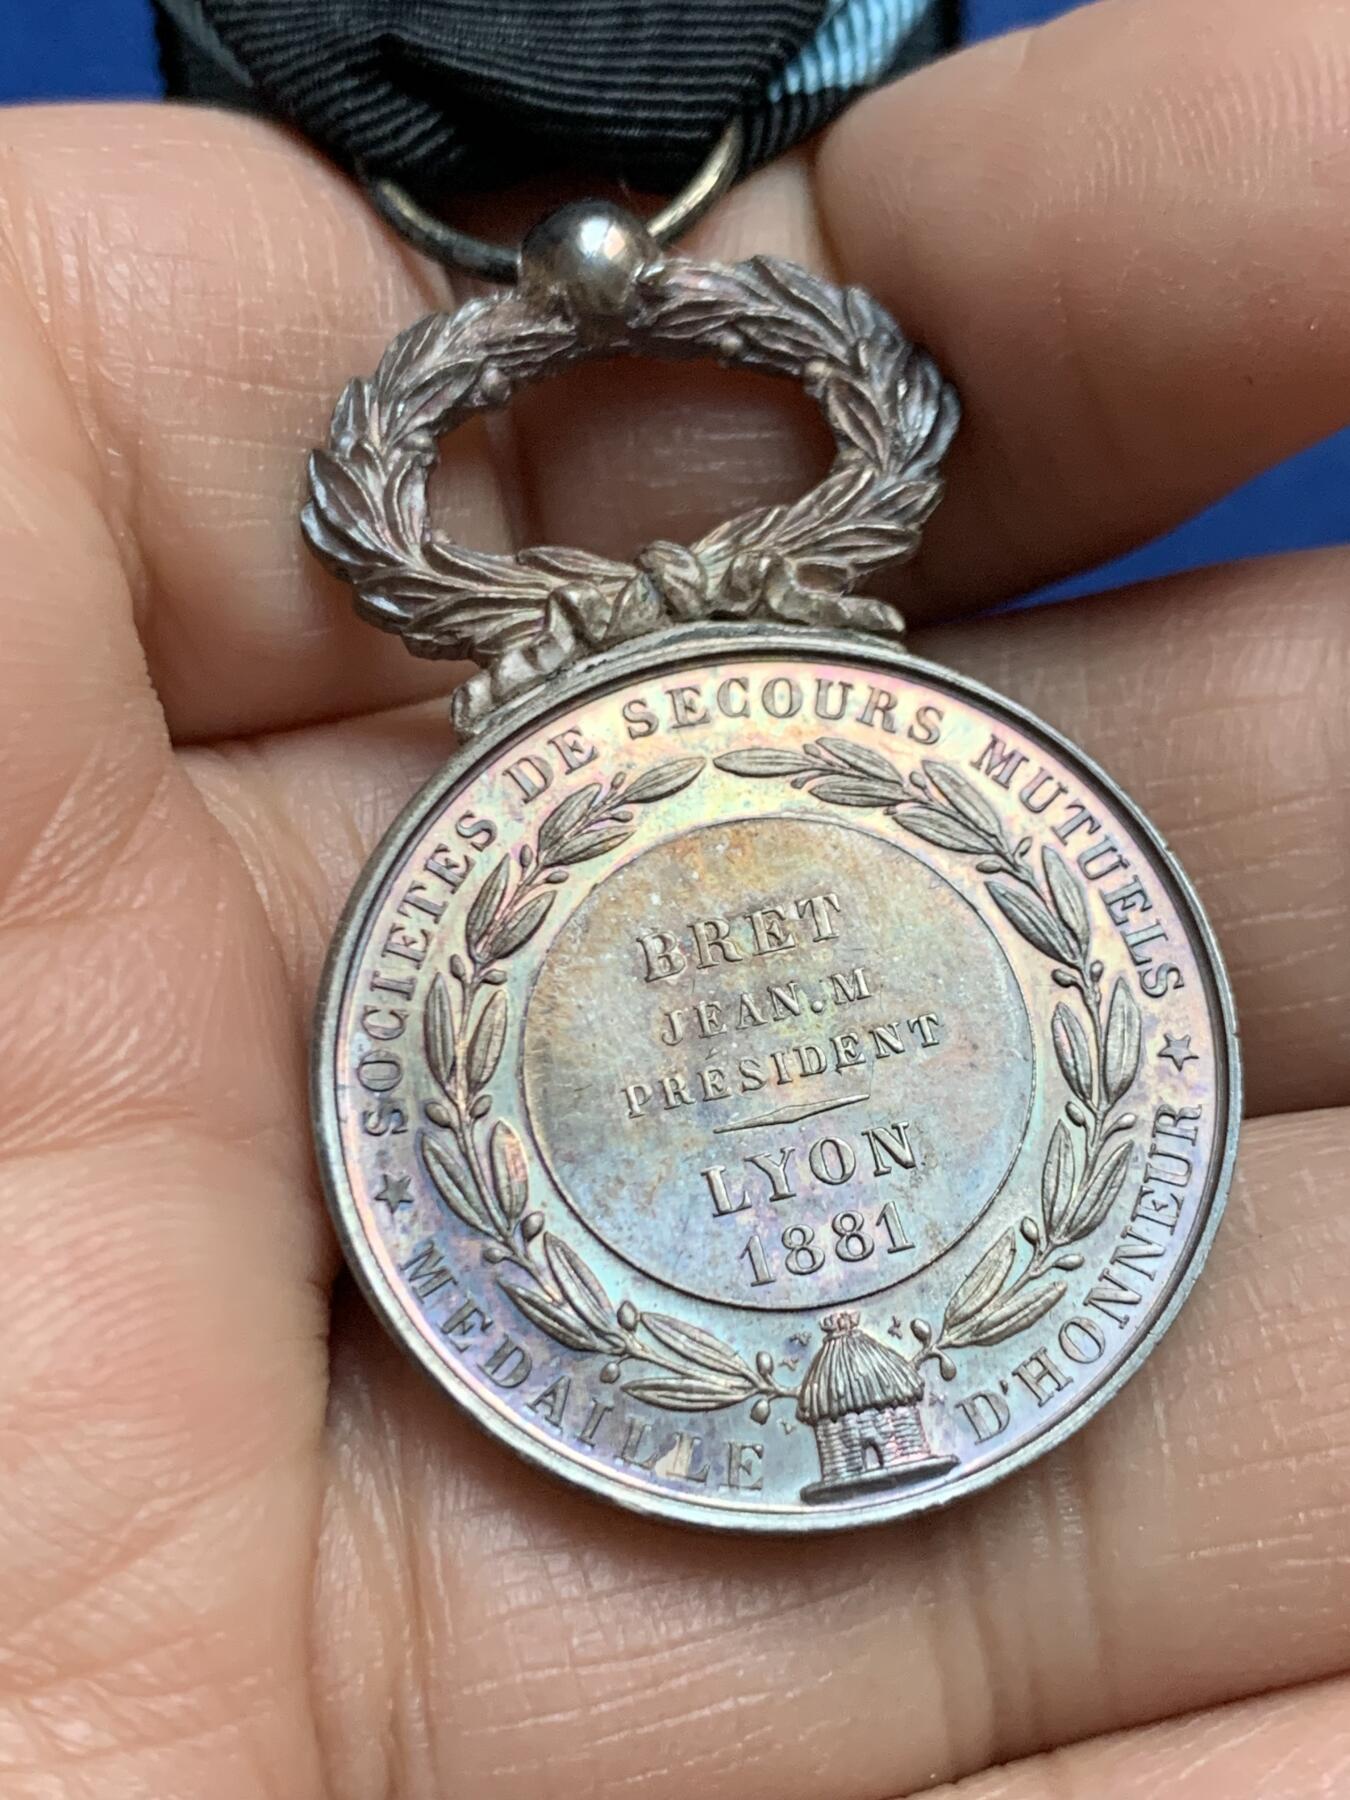 SOCIETES DE SECOURS MUTUELS
BRET
JEAN.M
PRÉSIDENT
LYON
1881
MEDAILLE D'HONNEUR